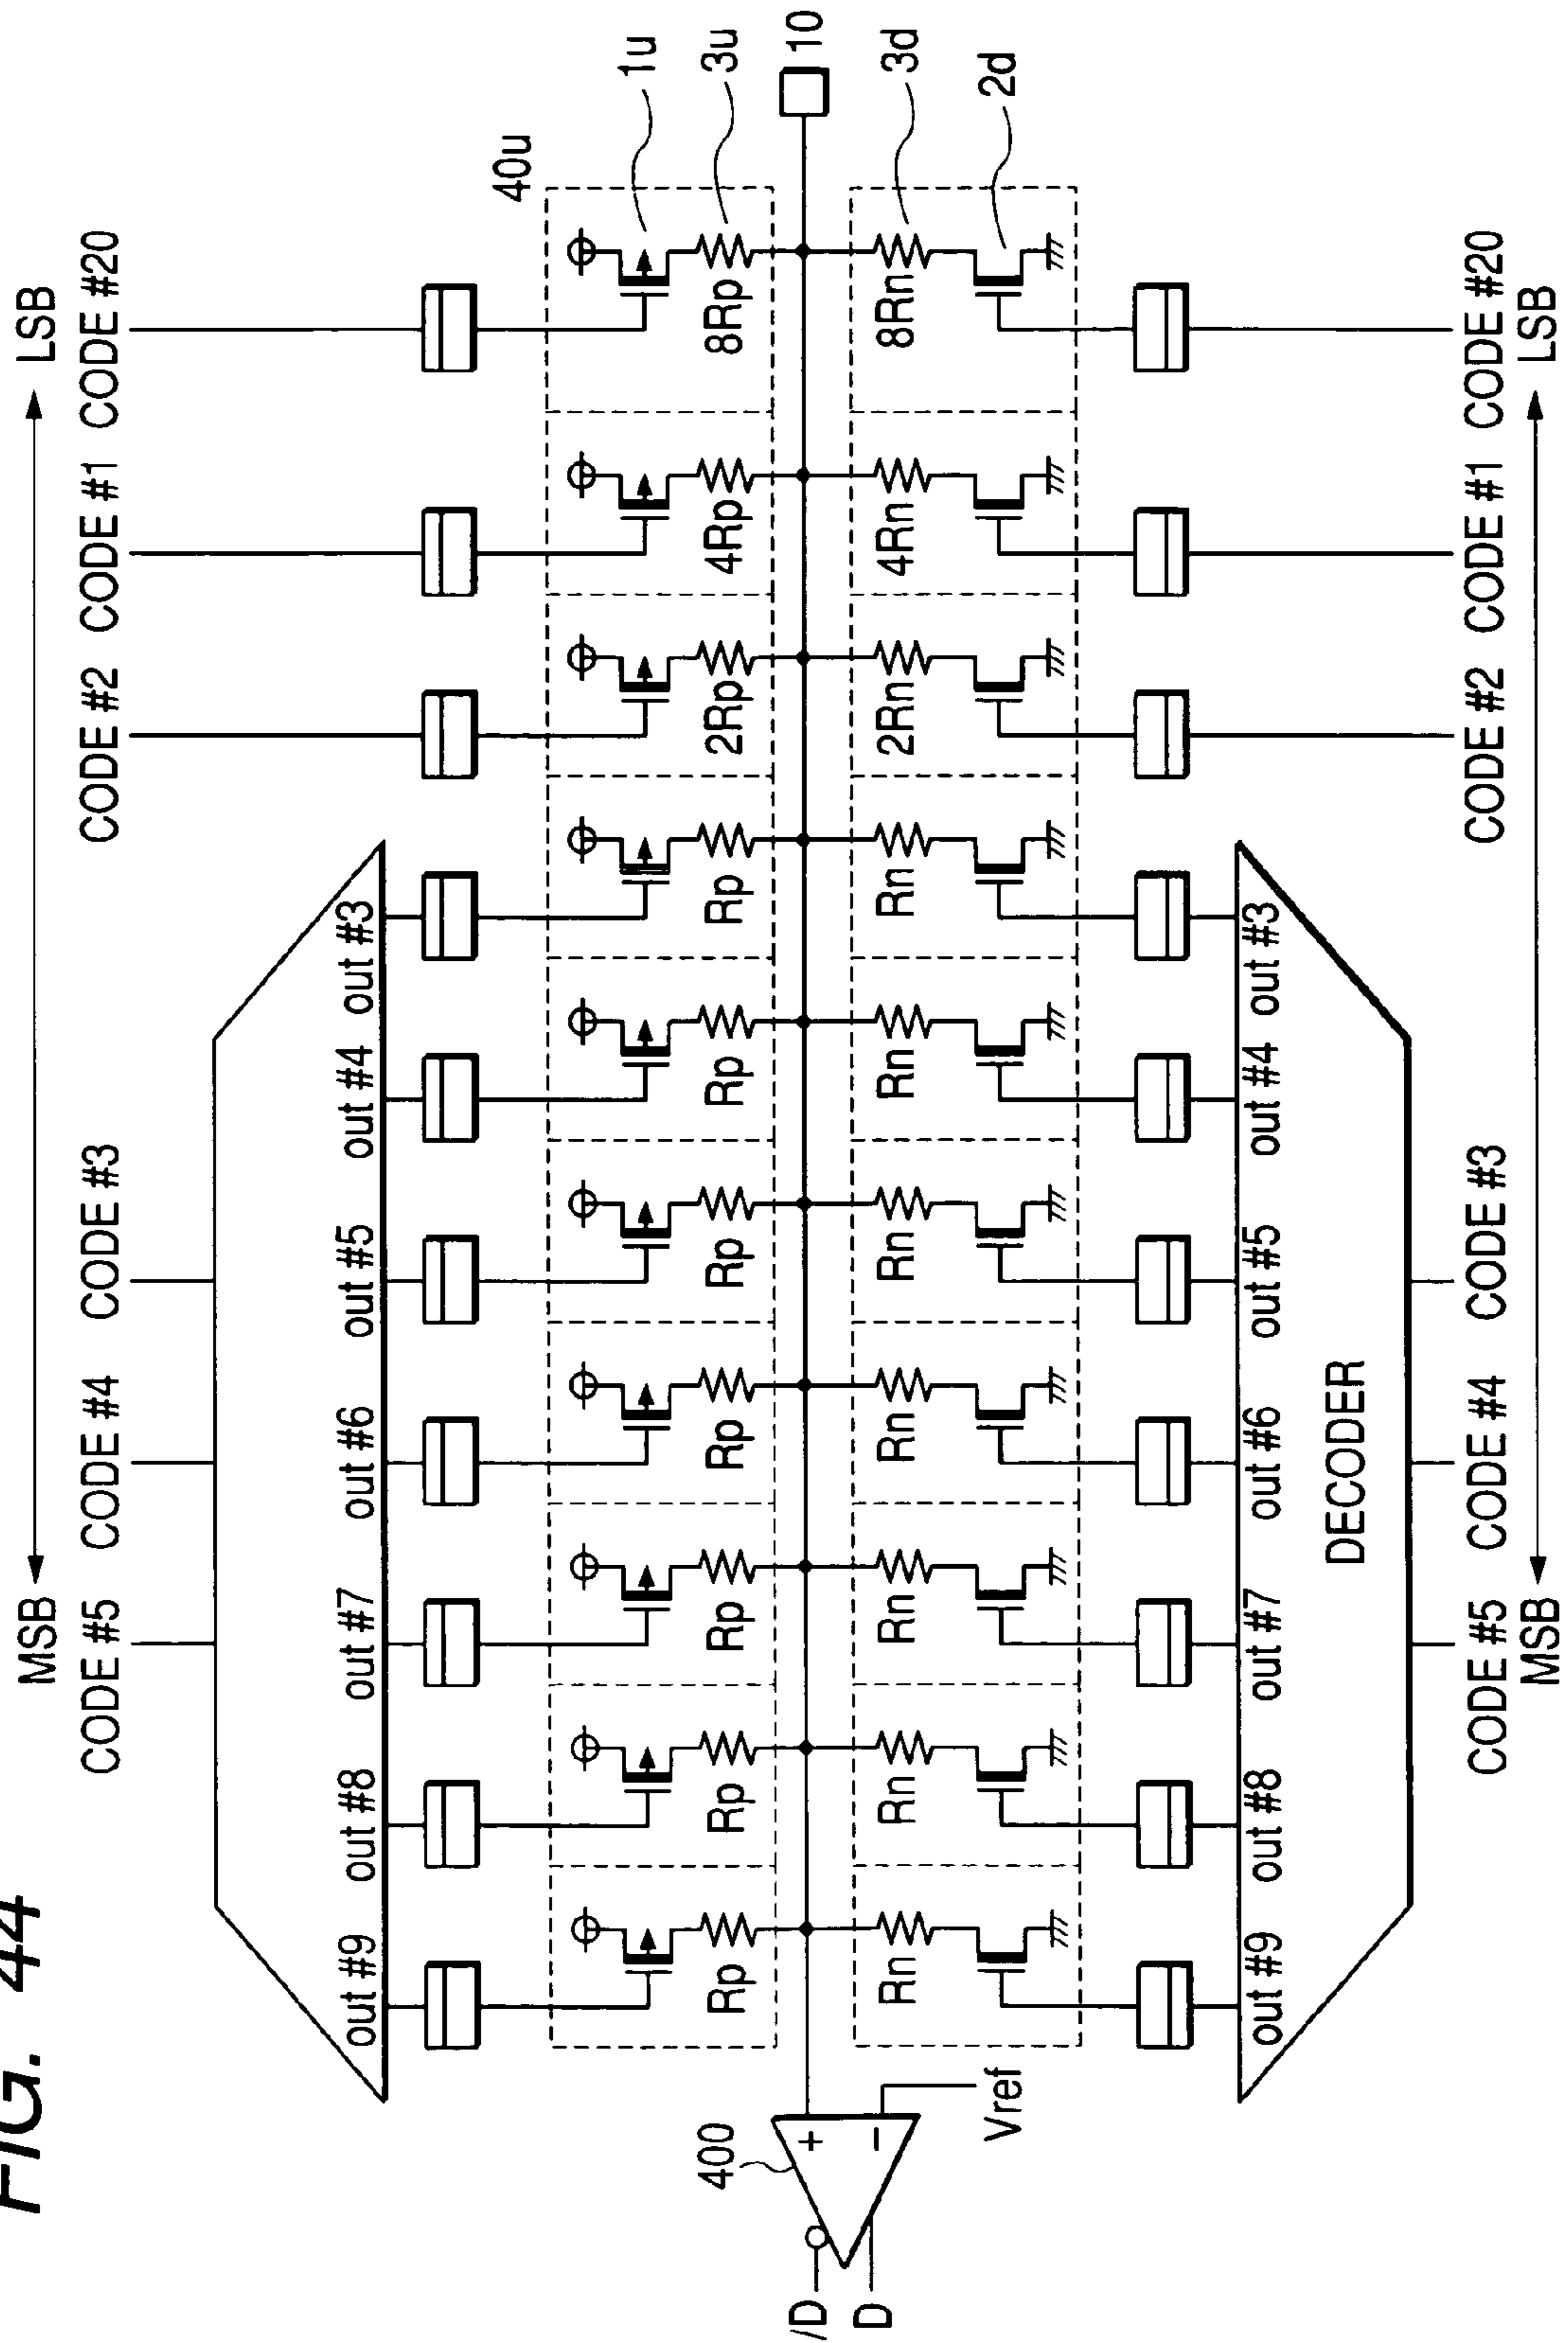 FIG. 44
MSB LSB
CODE #5 CODE #4 CODE #3 CODE #2 CODE #1 CODE #20
out #9 out #8 out #7 out #6 out #5 out #4 out #3
40u
1u
3u
Rp Rp Rp Rp Rp Rp Rp 2Rp 4Rp 8Rp
400
+
−
/D
D
Vref
10
3d
Rn Rn Rn Rn Rn Rn Rn 2Rn 4Rn 8Rn
2d
out #9 out #8 out #7 out #6 out #5 out #4 out #3
DECODER
CODE #5 CODE #4 CODE #3 CODE #2 CODE #1 CODE #20
MSB LSB